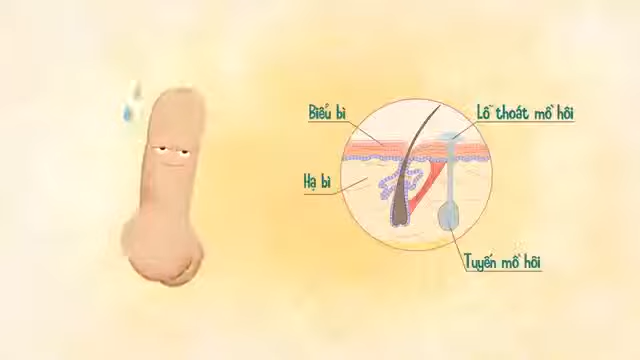 Biểu bì
Lỗ thoát mồ hôi
Hạ bì
Tuyến mồ hôi